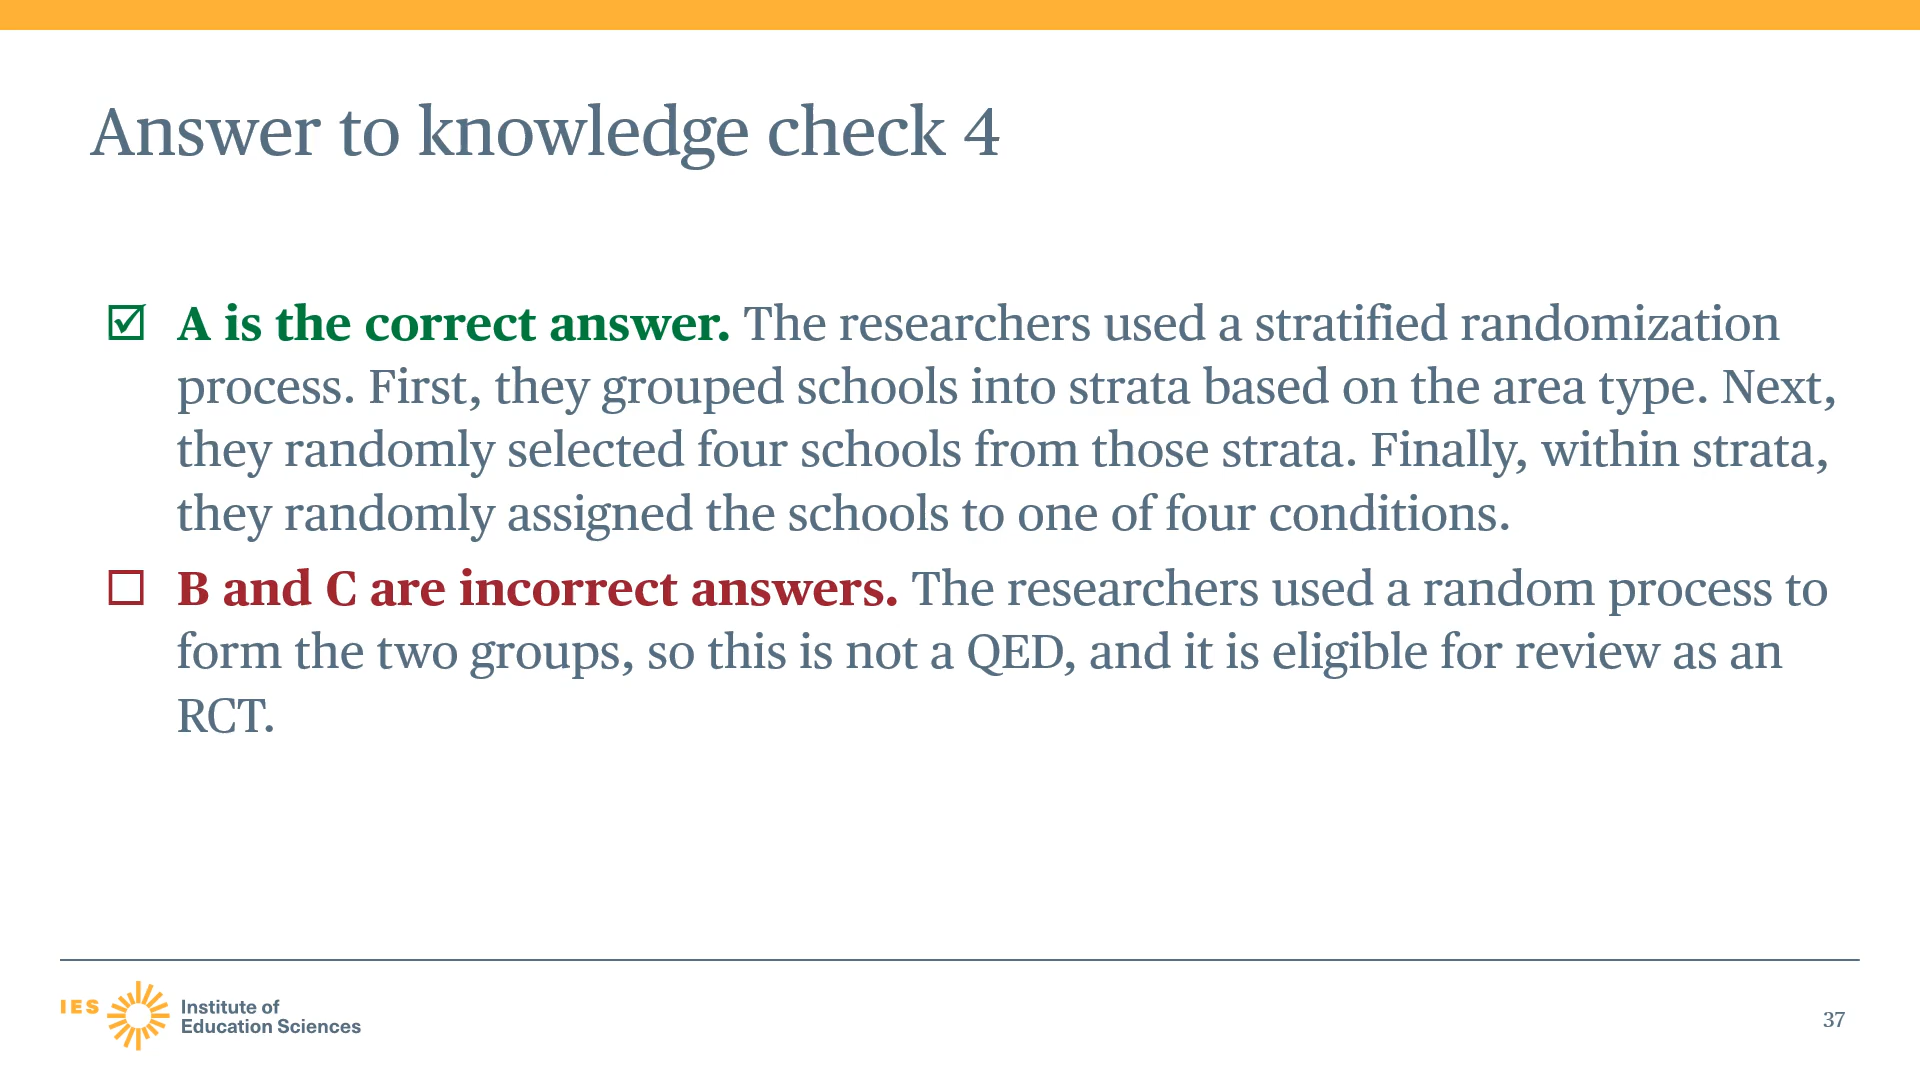 Answer to knowledge check 4
A is the correct answer. The researchers used a stratified randomization
process. First, they grouped schools into strata based on the area type. Next,
they randomly selected four schools from those strata. Finally, within strata,
they randomly assigned the schools to one of four conditions.
B and C are incorrect answers. The researchers used a random process to
form the two groups, so this is not a QED, and it is eligible for review as an
RCT.
IES
Institute of
Education Sciences
37